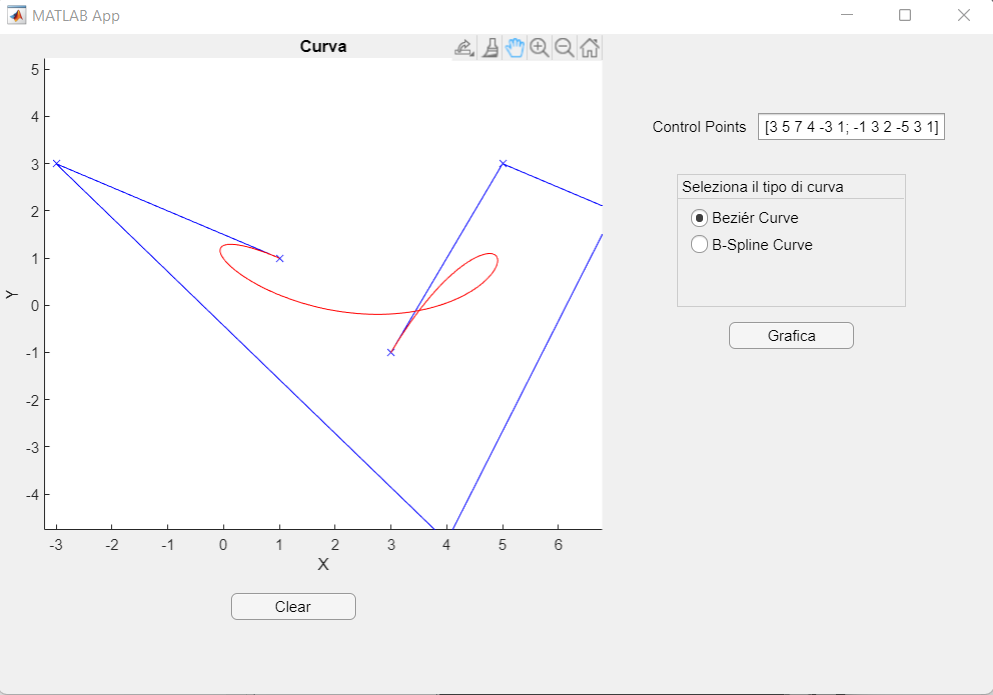 MATLAB App
Curva
5
4
3
2
1
0
-1
-2
-3
-4
Y
-3 -2 -1 0 1 2 3 4 5 6
X
Clear
Control Points [3 5 7 4 -3 1; -1 3 2 -5 3 1]
Seleziona il tipo di curva
Beziér Curve
B-Spline Curve
Grafica